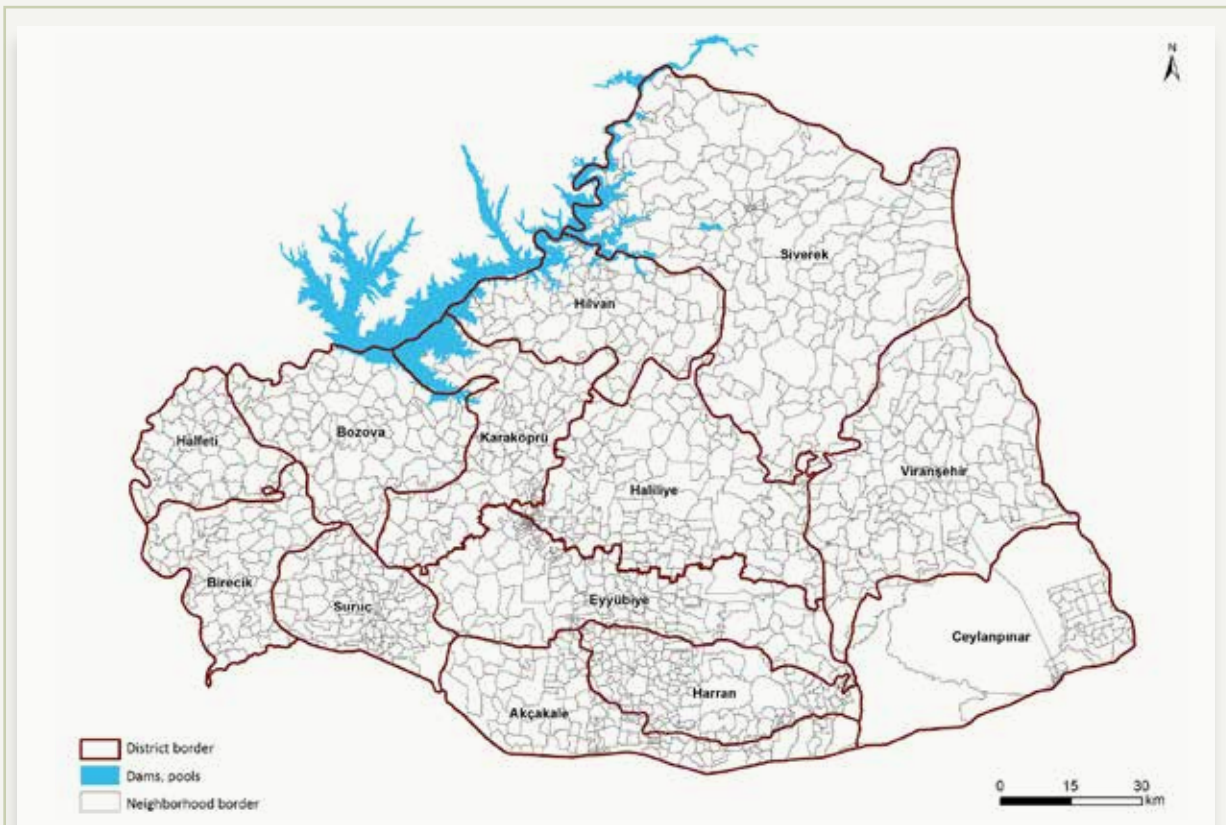 N
Siverek
Hilvan
Halfeti
Bozova
Karaköprü
Viranşehir
Haliliye
Birecik
Suruç
Eyyübiye
Ceylanpınar
Harran
Akçakale
District border
Dams, pools
Neighborhood border
0 15 30
km